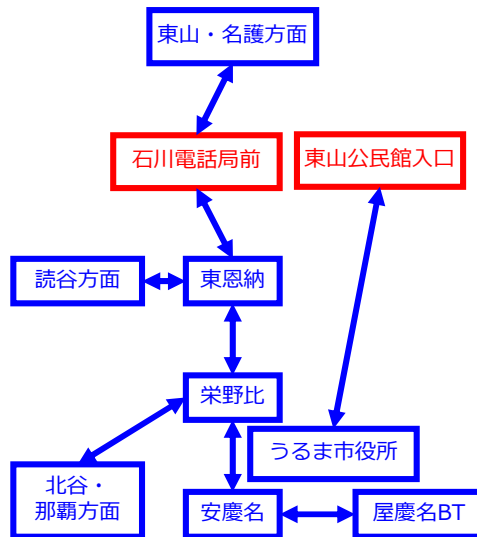 東山・名護方面
石川電話局前
東山公民館入口
読谷方面
東恩納
栄野比
うるま市役所
北谷・
那覇方面
安慶名
屋慶名BT